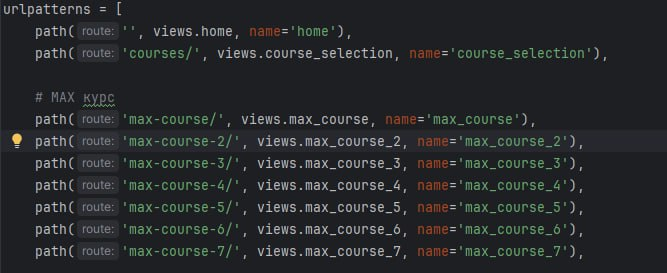 urlpatterns = [
path( route: '', views.home, name='home'),
path( route: 'courses/', views.course_selection, name='course_selection'),
# MAX курс
path( route: 'max-course/', views.max_course, name='max_course'),
path( route: 'max-course-2/', views.max_course_2, name='max_course_2'),
path( route: 'max-course-3/', views.max_course_3, name='max_course_3'),
path( route: 'max-course-4/', views.max_course_4, name='max_course_4'),
path( route: 'max-course-5/', views.max_course_5, name='max_course_5'),
path( route: 'max-course-6/', views.max_course_6, name='max_course_6'),
path( route: 'max-course-7/', views.max_course_7, name='max_course_7'),